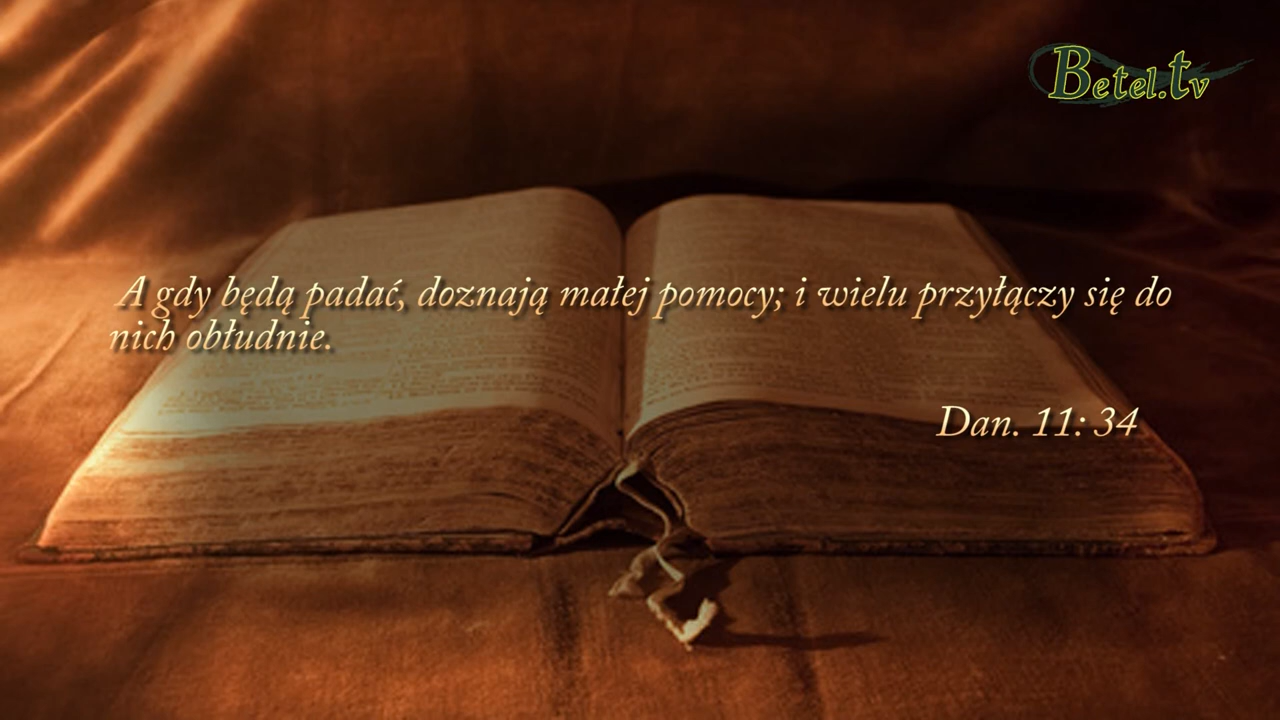 Betel.tv
A gdy będą padać, doznają małej pomocy; i wielu przyłączy się do
nich obłudnie.
Dan. 11: 34